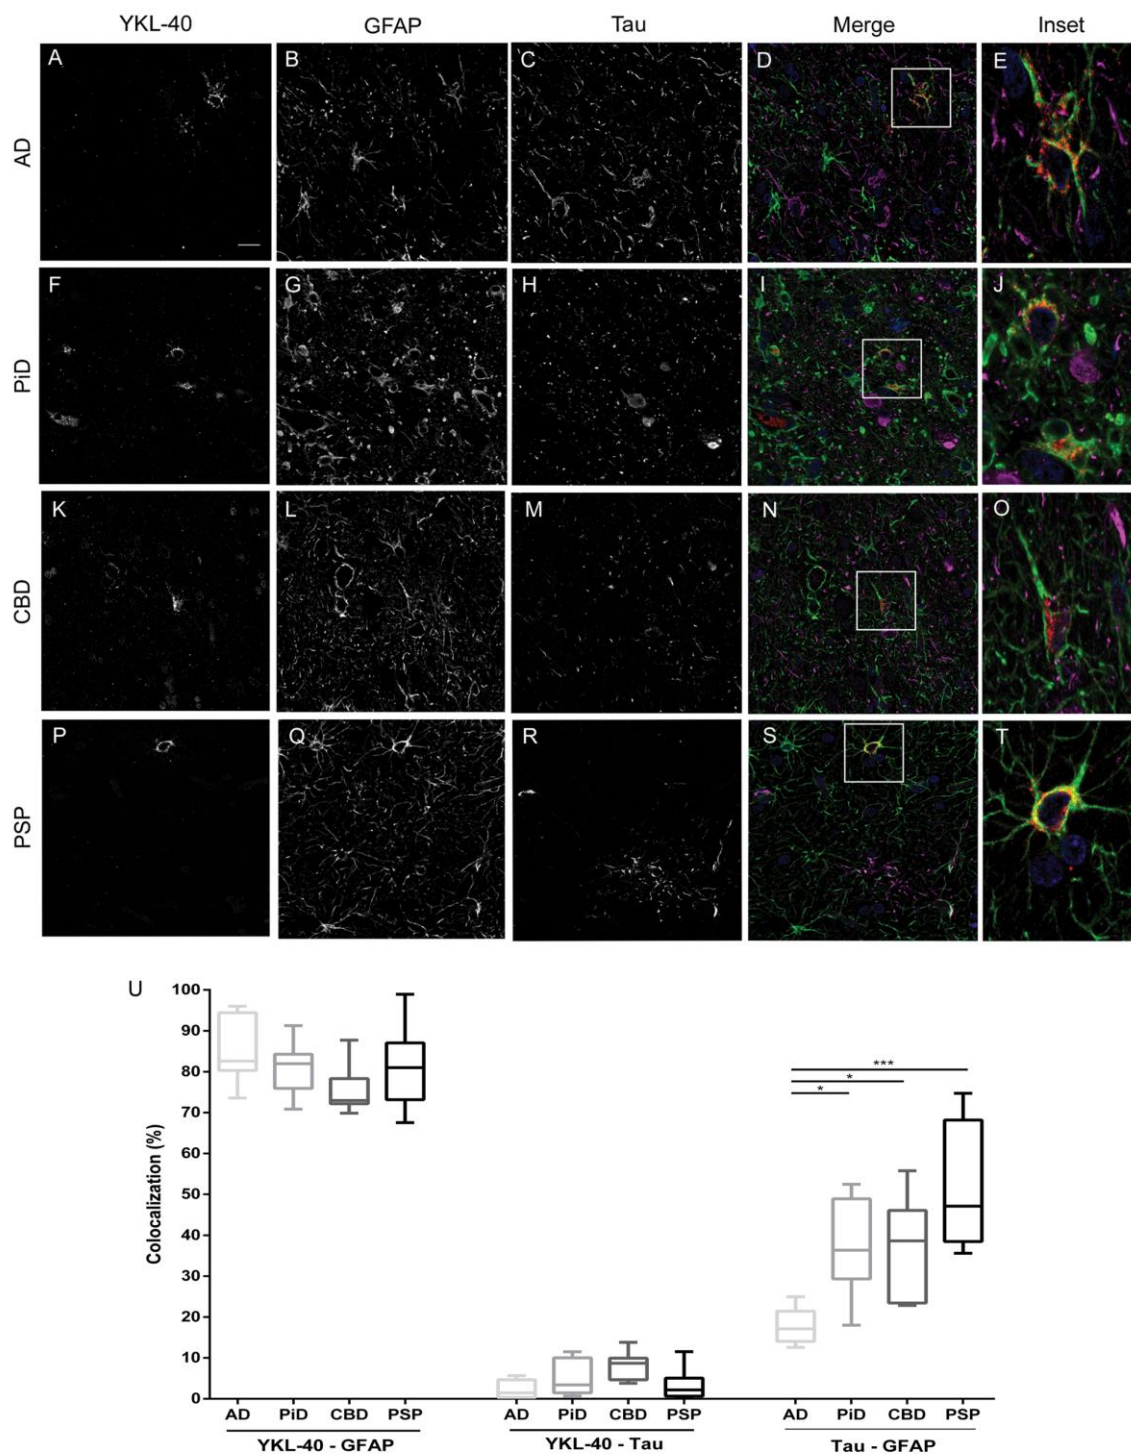 YKL-40 GFAP Tau Merge Inset
AD A B C D E
PiD F G H I J
CBD K L M N O
PSP P Q R S T
U
Colocalization (%)
100
90
80
70
60
50
40
30
20
10
0
***
*
*
AD PiD CBD PSP AD PiD CBD PSP AD PiD CBD PSP
YKL-40 - GFAP YKL-40 - Tau Tau - GFAP